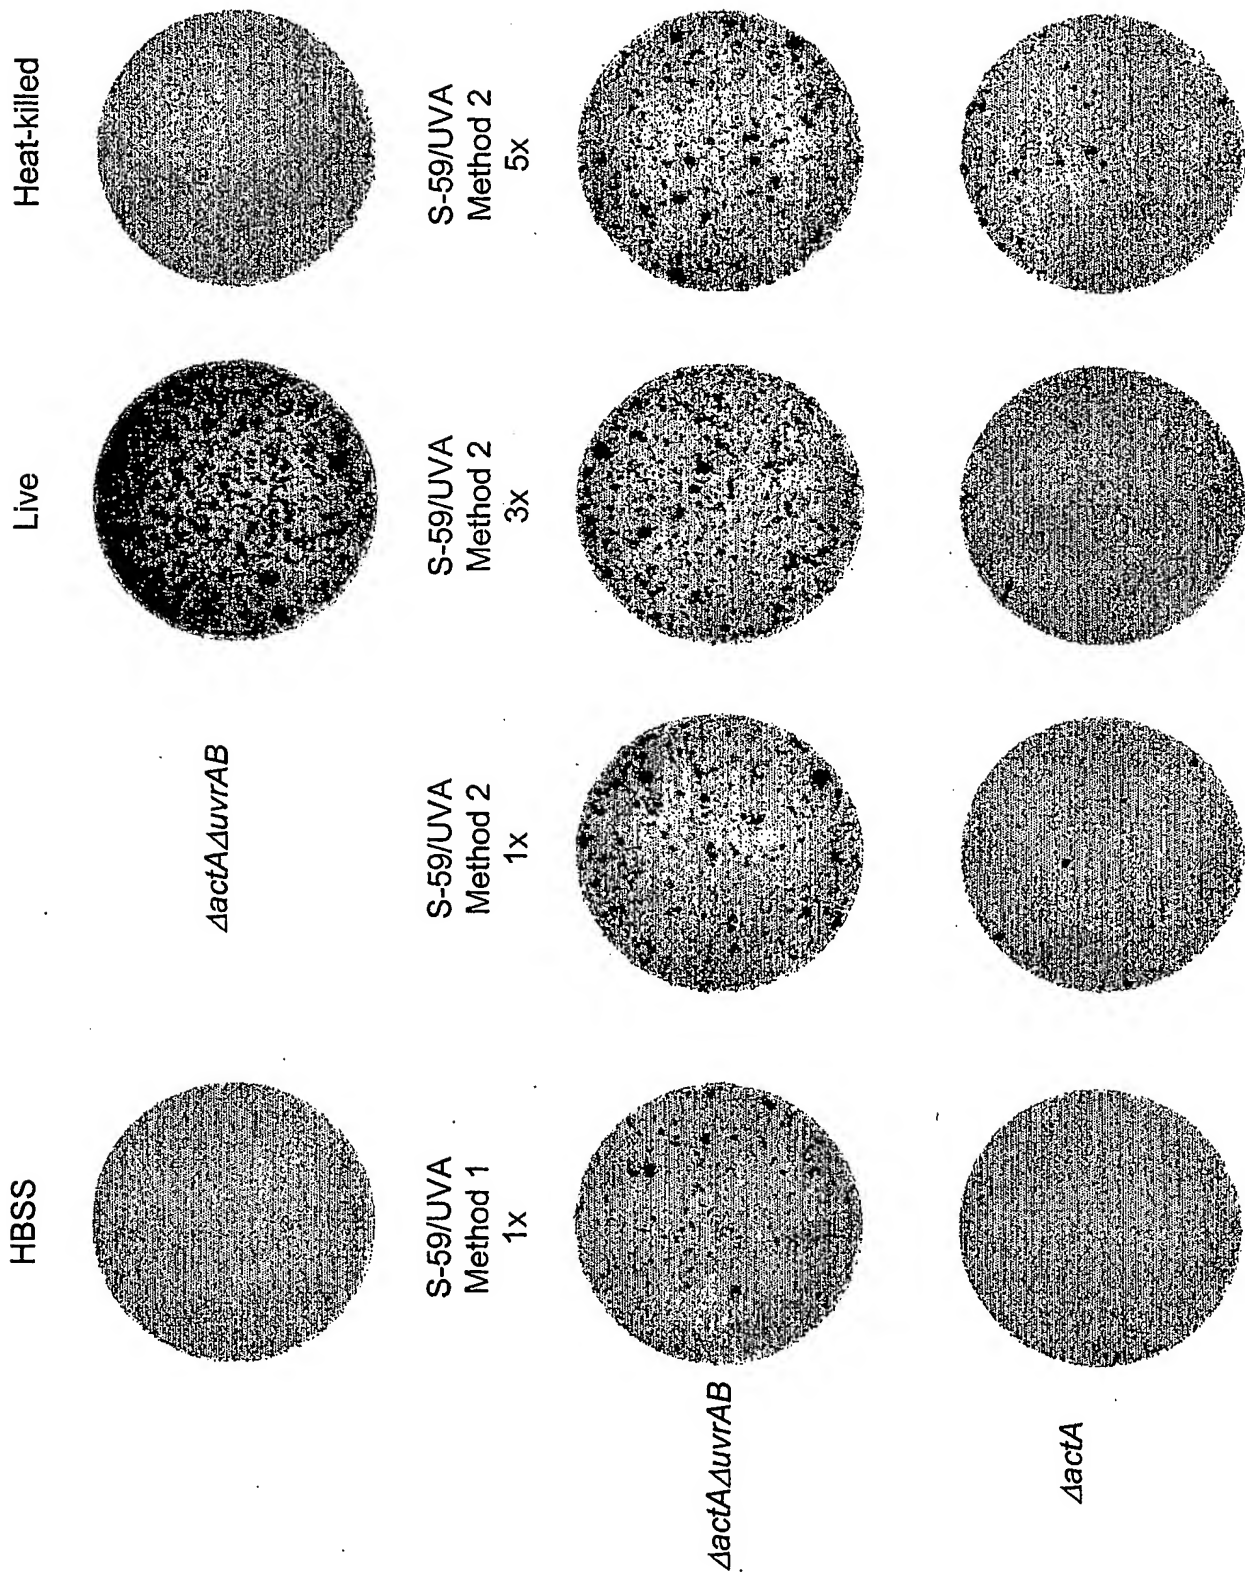 HBSS
Live
Heat-killed
ΔactAΔuvrAB
S-59/UVA
Method 1
1x
S-59/UVA
Method 2
1x
S-59/UVA
Method 2
3x
S-59/UVA
Method 2
5x
ΔactAΔuvrAB
ΔactA